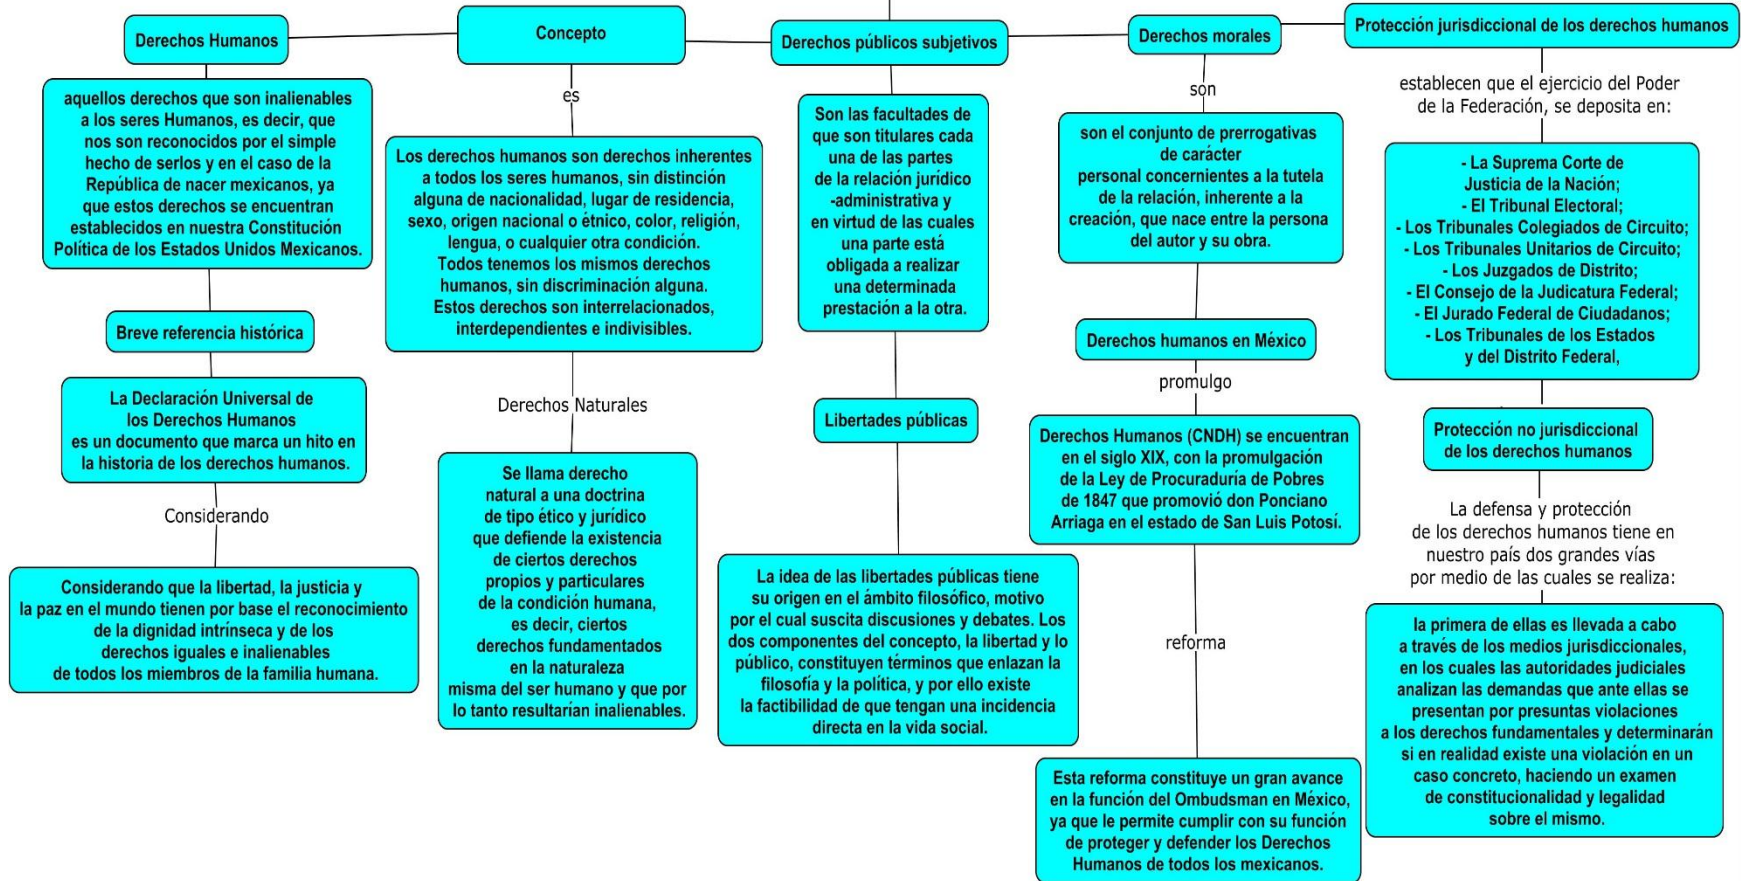 Derechos Humanos
aquellos derechos que son inalienables
a los seres Humanos, es decir, que
nos son reconocidos por el simple
hecho de serlos y en el caso de la
República de nacer mexicanos, ya
que estos derechos se encuentran
establecidos en nuestra Constitución
Política de los Estados Unidos Mexicanos.
Breve referencia histórica
La Declaración Universal de
los Derechos Humanos
es un documento que marca un hito en
la historia de los derechos humanos.
Considerando
Considerando que la libertad, la justicia y
la paz en el mundo tienen por base el reconocimiento
de la dignidad intrínseca y de los
derechos iguales e inalienables
de todos los miembros de la familia humana.
Concepto
es
Los derechos humanos son derechos inherentes
a todos los seres humanos, sin distinción
alguna de nacionalidad, lugar de residencia,
sexo, origen nacional o étnico, color, religión,
lengua, o cualquier otra condición.
Todos tenemos los mismos derechos
humanos, sin discriminación alguna.
Estos derechos son interrelacionados,
interdependientes e indivisibles.
Derechos Naturales
Se llama derecho
natural a una doctrina
de tipo ético y jurídico
que defiende la existencia
de ciertos derechos
propios y particulares
de la condición humana,
es decir, ciertos
derechos fundamentados
en la naturaleza
misma del ser humano y que por
lo tanto resultarían inalienables.
Derechos públicos subjetivos
Son las facultades de
que son titulares cada
una de las partes
de la relación jurídico
-administrativa y
en virtud de las cuales
una parte está
obligada a realizar
una determinada
prestación a la otra.
Libertades públicas
La idea de las libertades públicas tiene
su origen en el ámbito filosófico, motivo
por el cual suscita discusiones y debates. Los
dos componentes del concepto, la libertad y lo
público, constituyen términos que enlazan la
filosofía y la política, y por ello existe
la factibilidad de que tengan una incidencia
directa en la vida social.
Derechos morales
son
son el conjunto de prerrogativas
de carácter
personal concernientes a la tutela
de la relación, inherente a la
creación, que nace entre la persona
del autor y su obra.
Derechos humanos en México
promulgo
Derechos Humanos (CNDH) se encuentran
en el siglo XIX, con la promulgación
de la Ley de Procuraduría de Pobres
de 1847 que promovió don Ponciano
Arriaga en el estado de San Luis Potosí.
reforma
Esta reforma constituye un gran avance
en la función del Ombudsman en México,
ya que le permite cumplir con su función
de proteger y defender los Derechos
Humanos de todos los mexicanos.
Protección jurisdiccional de los derechos humanos
establecen que el ejercicio del Poder
de la Federación, se deposita en:
- La Suprema Corte de
Justicia de la Nación;
- El Tribunal Electoral;
- Los Tribunales Colegiados de Circuito;
- Los Tribunales Unitarios de Circuito;
- Los Juzgados de Distrito;
- El Consejo de la Judicatura Federal;
- El Jurado Federal de Ciudadanos;
- Los Tribunales de los Estados
y del Distrito Federal,
Protección no jurisdiccional
de los derechos humanos
La defensa y protección
de los derechos humanos tiene en
nuestro país dos grandes vías
por medio de las cuales se realiza:
la primera de ellas es llevada a cabo
a través de los medios jurisdiccionales,
en los cuales las autoridades judiciales
analizan las demandas que ante ellas se
presentan por presuntas violaciones
a los derechos fundamentales y determinarán
si en realidad existe una violación en un
caso concreto, haciendo un examen
de constitucionalidad y legalidad
sobre el mismo.